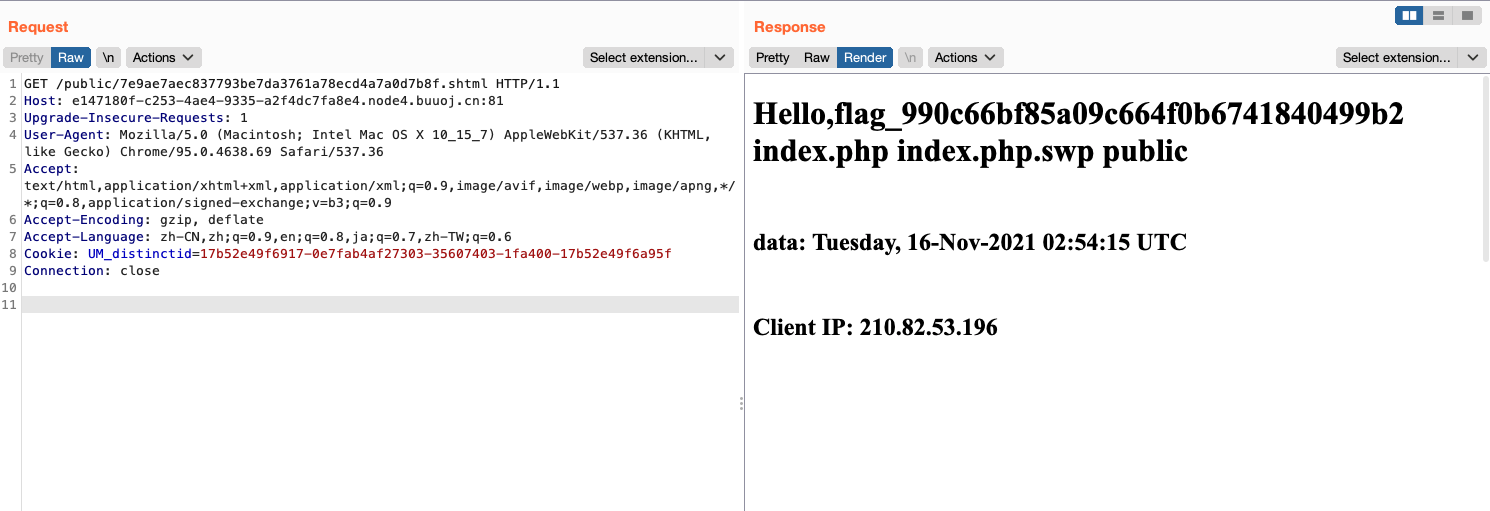 Request
Pretty Raw \n Actions
Select extension...
1 GET /public/7e9ae7aec837793be7da3761a78ecd4a7a0d7b8f.shtml HTTP/1.1
2 Host: e147180f-c253-4ae4-9335-a2f4dc7fa8e4.node4.buuoj.cn:81
3 Upgrade-Insecure-Requests: 1
4 User-Agent: Mozilla/5.0 (Macintosh; Intel Mac OS X 10_15_7) AppleWebKit/537.36 (KHTML,
like Gecko) Chrome/95.0.4638.69 Safari/537.36
5 Accept:
text/html,application/xhtml+xml,application/xml;q=0.9,image/avif,image/webp,image/apng,*/
*;q=0.8,application/signed-exchange;v=b3;q=0.9
6 Accept-Encoding: gzip, deflate
7 Accept-Language: zh-CN,zh;q=0.9,en;q=0.8,ja;q=0.7,zh-TW;q=0.6
8 Cookie: UM_distinctid=17b52e49f6917-0e7fab4af27303-35607403-1fa400-17b52e49f6a95f
9 Connection: close
10
11
Response
Pretty Raw Render \n Actions
Select extension...
Hello,flag_990c66bf85a09c664f0b6741840499b2
index.php index.php.swp public
data: Tuesday, 16-Nov-2021 02:54:15 UTC
Client IP: 210.82.53.196